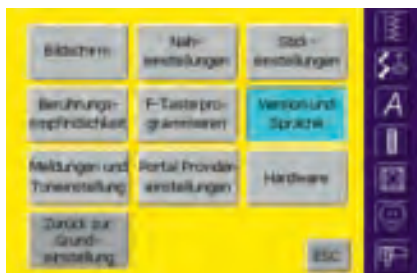 Bildschirm
Näh-
einstellungen
Stick-
einstellungen
Berührungs-
empfindlichkeit
F-Taste pro-
grammieren
Version und
Sprache
Meldungen und
Toneinstellung
Portal Provider-
einstellungen
Hardware
Zurück zur
Grund-
einstellung
ESC
A